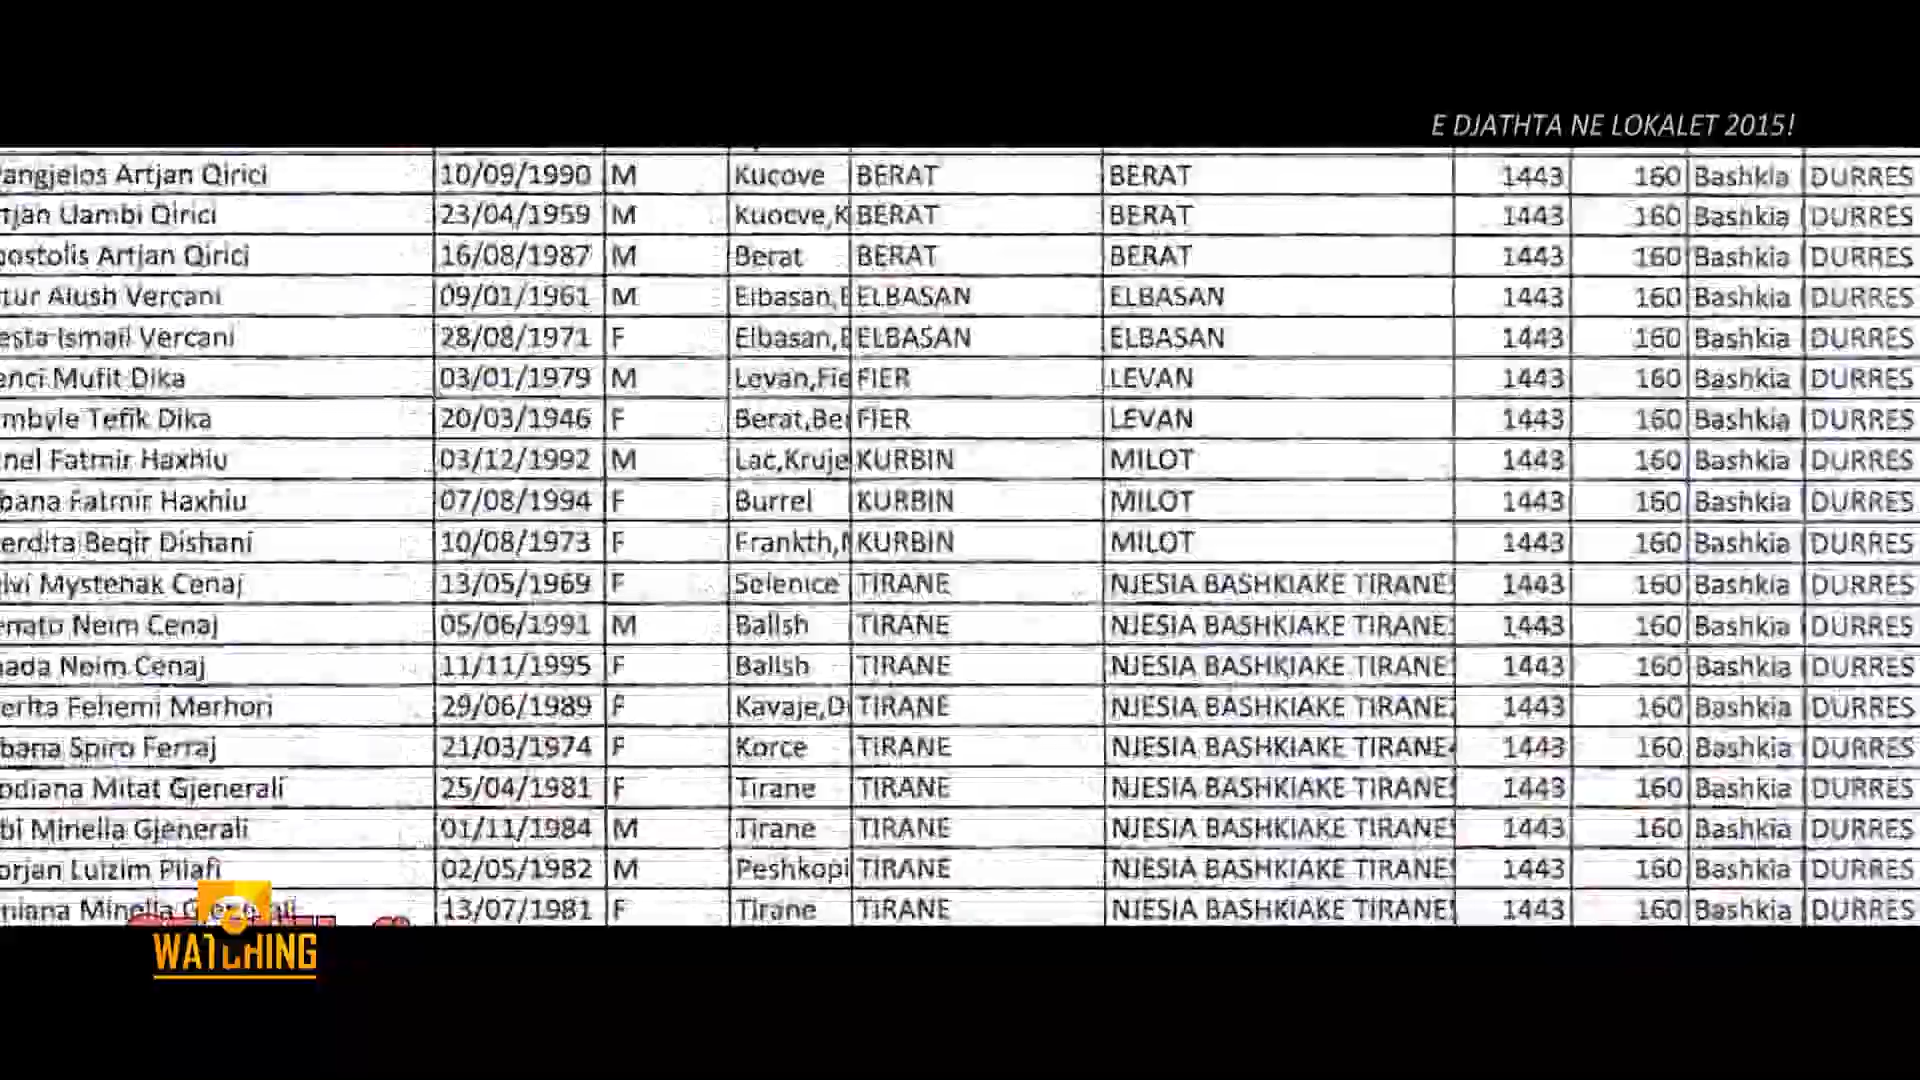 E DJATHTA NE LOKALET 2015!
angjelos Artjan Qirici 10/09/1990 M Kucove BERAT BERAT 1443 160 Bashkia DURRES
tjan Llambi Qirici 23/04/1959 M Kuocve,K BERAT BERAT 1443 160 Bashkia DURRES
postolis Artjan Qirici 16/08/1987 M Berat BERAT BERAT 1443 160 Bashkia DURRES
tur Alush Vercani 09/01/1961 M Elbasan,E ELBASAN ELBASAN 1443 160 Bashkia DURRES
esta Ismail Vercani 28/08/1971 F Elbasan,E ELBASAN ELBASAN 1443 160 Bashkia DURRES
enci Mufit Dika 03/01/1979 M Levan,Fie FIER LEVAN 1443 160 Bashkia DURRES
mbyle Tefik Dika 20/03/1946 F Berat,Be FIER LEVAN 1443 160 Bashkia DURRES
nel Fatmir Haxhiu 03/12/1992 M Lac,Kruje KURBIN MILOT 1443 160 Bashkia DURRES
bana Fatmir Haxhiu 07/08/1994 F Burrel KURBIN MILOT 1443 160 Bashkia DURRES
erdita Beqir Dishani 10/08/1973 F Frankth, KURBIN MILOT 1443 160 Bashkia DURRES
lvi Mystehak Cenaj 13/05/1969 F Selenice TIRANE NJESIA BASHKIAKE TIRANE 1443 160 Bashkia DURRES
enato Neim Cenaj 05/06/1991 M Ballsh TIRANE NJESIA BASHKIAKE TIRANE 1443 160 Bashkia DURRES
ada Neim Cenaj 11/11/1995 F Ballsh TIRANE NJESIA BASHKIAKE TIRANE 1443 160 Bashkia DURRES
erita Fehemi Merhori 29/06/1989 F Kavaje,D TIRANE NJESIA BASHKIAKE TIRANE 1443 160 Bashkia DURRES
bana Spiro Ferraj 21/03/1974 F Korce TIRANE NJESIA BASHKIAKE TIRANE 1443 160 Bashkia DURRES
odiana Mitat Gjenerali 25/04/1981 F Tirane TIRANE NJESIA BASHKIAKE TIRANE 1443 160 Bashkia DURRES
bi Minella Gjenerali 01/11/1984 M Tirane TIRANE NJESIA BASHKIAKE TIRANE 1443 160 Bashkia DURRES
orjan Luizim Pilafi 02/05/1982 M Peshkopi TIRANE NJESIA BASHKIAKE TIRANE 1443 160 Bashkia DURRES
niana Minella 13/07/1981 F Tirane TIRANE NJESIA BASHKIAKE TIRANE 1443 160 Bashkia DURRES
WATCHING